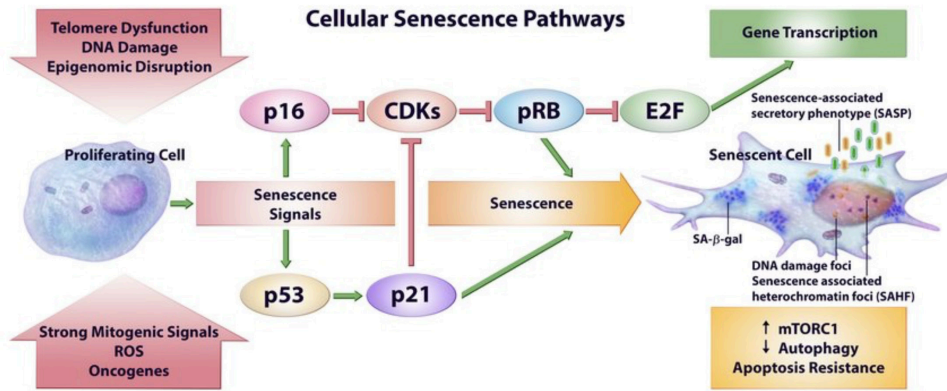 Cellular Senescence Pathways
Telomere Dysfunction
DNA Damage
Epigenomic Disruption
Gene Transcription
p16
CDKs
pRB
E2F
Senescence-associated
secretory phenotype (SASP)
Proliferating Cell
Senescent Cell
Senescence
Signals
Senescence
SA-β-gal
DNA damage foci
Senescence associated
heterochromatin foci (SAHF)
p53
p21
Strong Mitogenic Signals
ROS
Oncogenes
↑ mTORC1
↓ Autophagy
Apoptosis Resistance